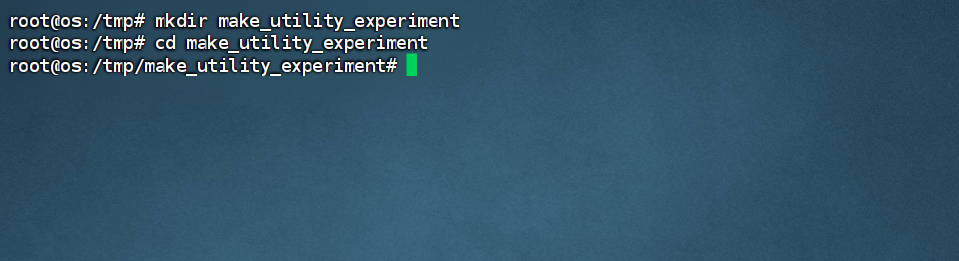 root@os:/tmp# mkdir make_utility_experiment
root@os:/tmp# cd make_utility_experiment
root@os:/tmp/make_utility_experiment#